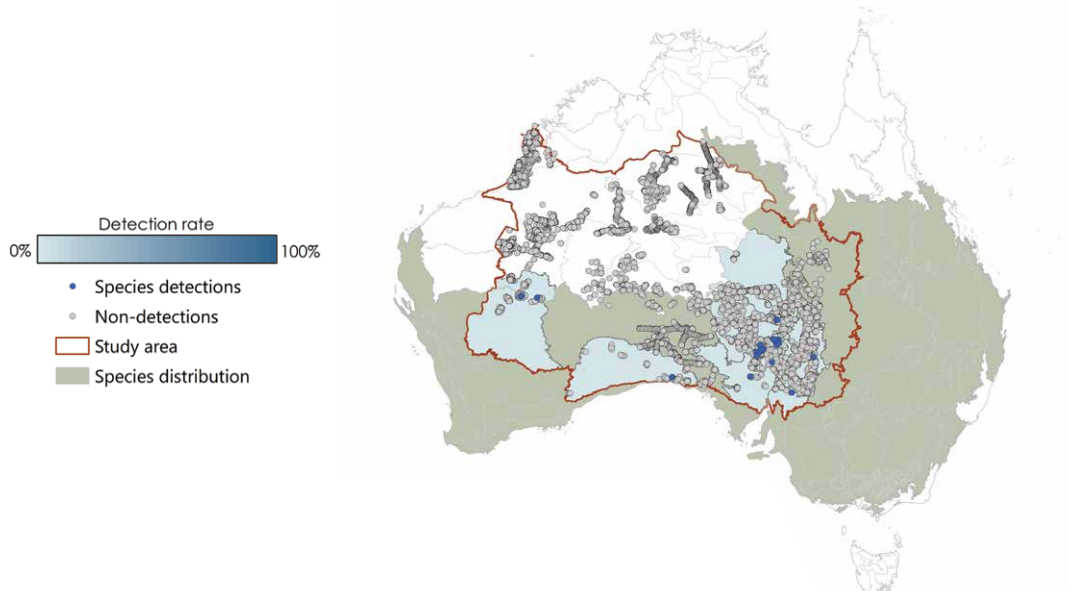 Detection rate
0% 100%
Species detections
Non-detections
Study area
Species distribution